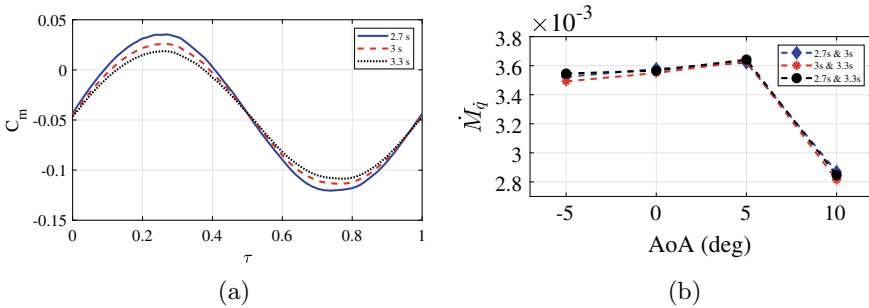 0.05
0
-0.05
-0.1
-0.15
C_m
0 0.2 0.4 0.6 0.8 1
τ
2.7 s
3 s
3.3 s
(a)
×10^-3
3.8
3.6
3.4
3.2
3
2.8
Ṁ_q̇
-5 0 5 10
AoA (deg)
2.7s & 3s
3s & 3.3s
2.7s & 3.3s
(b)